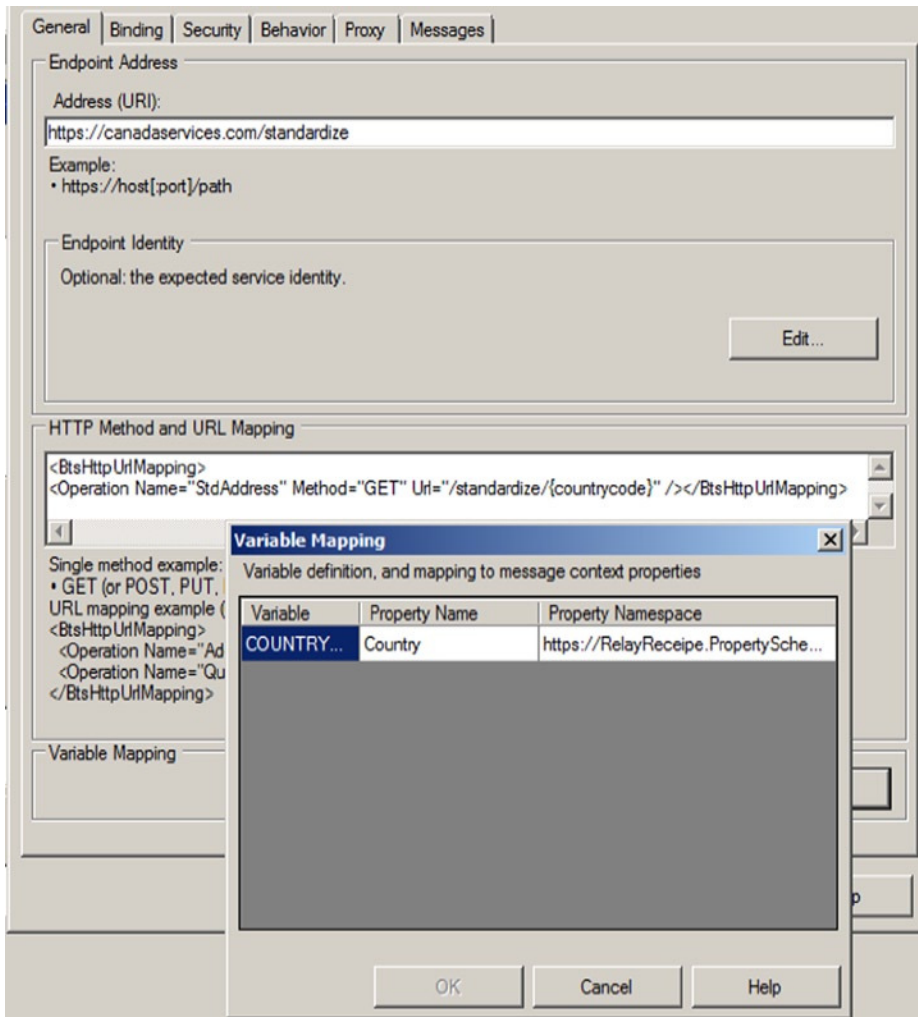 General Binding Security Behavior Proxy Messages
Endpoint Address
Address (URI):
https://canadaservices.com/standardize
Example:
• https://host[:port]/path
Endpoint Identity
Optional: the expected service identity.
Edit...
HTTP Method and URL Mapping
<BtsHttpUrlMapping>
<Operation Name="StdAddress" Method="GET" Url="/standardize/{countrycode}" /></BtsHttpUrlMapping>
Single method example:
• GET (or POST, PUT,
URL mapping example (
<BtsHttpUrlMapping>
<Operation Name="Ad
<Operation Name="Qu
</BtsHttpUrlMapping>
Variable Mapping
Variable Mapping
Variable definition, and mapping to message context properties
Variable Property Name Property Namespace
COUNTRY... Country https://RelayReceipe.PropertySche...
OK Cancel Help
p